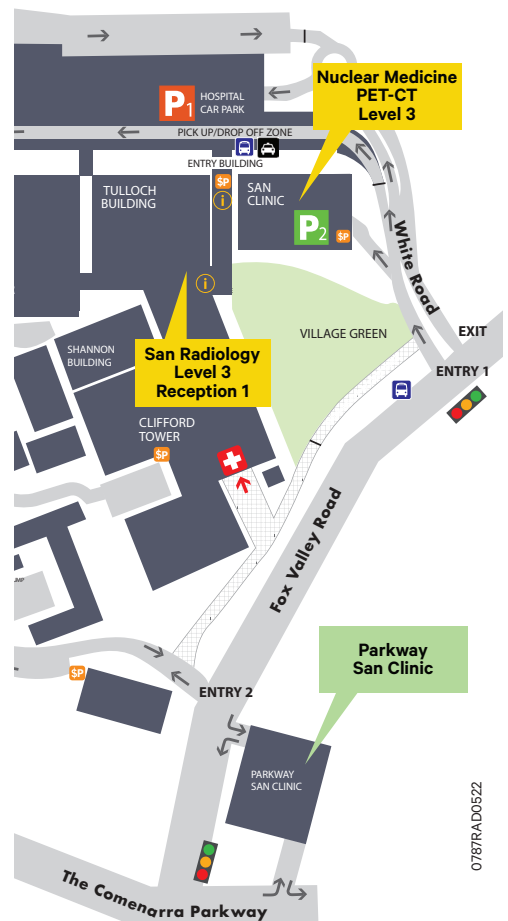 P1
HOSPITAL
CAR PARK
Nuclear Medicine
PET-CT
Level 3
PICK UP/DROP OFF ZONE
ENTRY BUILDING
TULLOCH
BUILDING
$P
i
SAN
CLINIC
P2
$P
White Road
i
VILLAGE GREEN
EXIT
ENTRY 1
SHANNON
BUILDING
San Radiology
Level 3
Reception 1
CLIFFORD
TOWER
$P
Fox Valley Road
Parkway
San Clinic
$P
ENTRY 2
PARKWAY
SAN CLINIC
0787RAD0522
The Comenarra Parkway